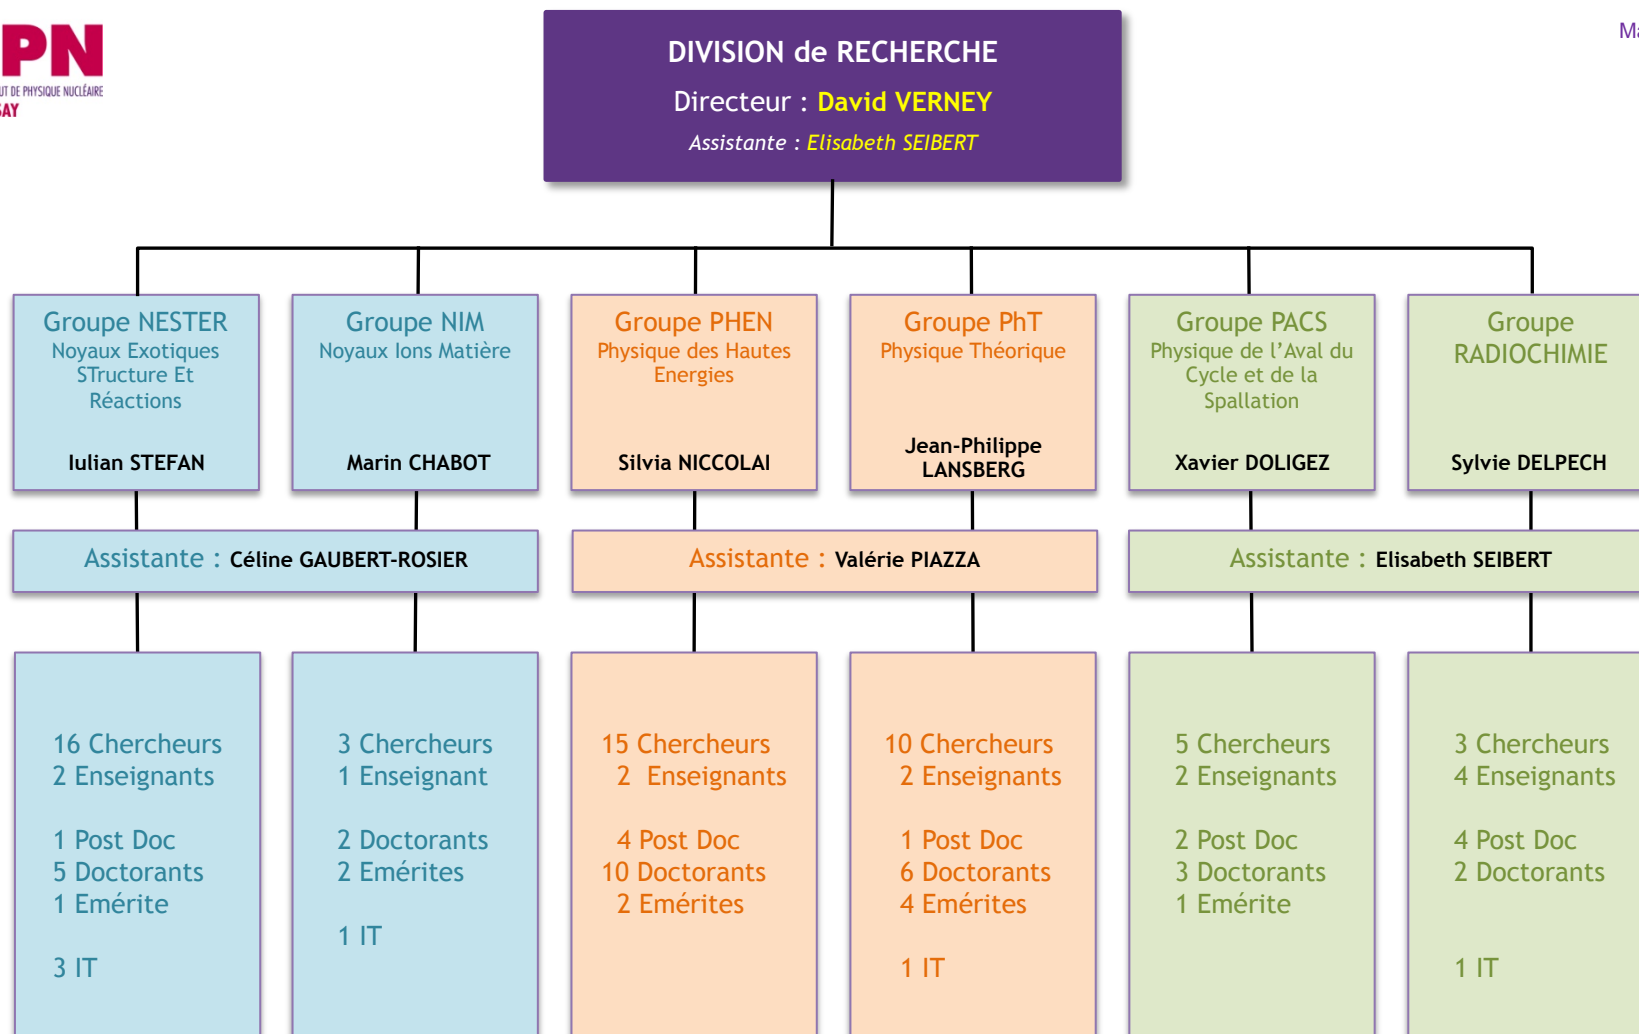 PN
UT DE PHYSIQUE NUCLÉAIRE
SAY
Ma
DIVISION de RECHERCHE
Directeur : David VERNEY
Assistante : Elisabeth SEIBERT
Groupe NESTER
Noyaux Exotiques
STructure Et
Réactions
Iulian STEFAN
Groupe NIM
Noyaux Ions Matière
Marin CHABOT
Groupe PHEN
Physique des Hautes
Energies
Silvia NICCOLAI
Groupe PhT
Physique Théorique
Jean-Philippe
LANSBERG
Groupe PACS
Physique de l’Aval du
Cycle et de la
Spallation
Xavier DOLIGEZ
Groupe
RADIOCHIMIE
Sylvie DELPECH
Assistante : Céline GAUBERT-ROSIER
Assistante : Valérie PIAZZA
Assistante : Elisabeth SEIBERT
16 Chercheurs
2 Enseignants
1 Post Doc
5 Doctorants
1 Emérite
3 IT
3 Chercheurs
1 Enseignant
2 Doctorants
2 Emérites
1 IT
15 Chercheurs
2 Enseignants
4 Post Doc
10 Doctorants
2 Emérites
10 Chercheurs
2 Enseignants
1 Post Doc
6 Doctorants
4 Emérites
1 IT
5 Chercheurs
2 Enseignants
2 Post Doc
3 Doctorants
1 Emérite
3 Chercheurs
4 Enseignants
4 Post Doc
2 Doctorants
1 IT